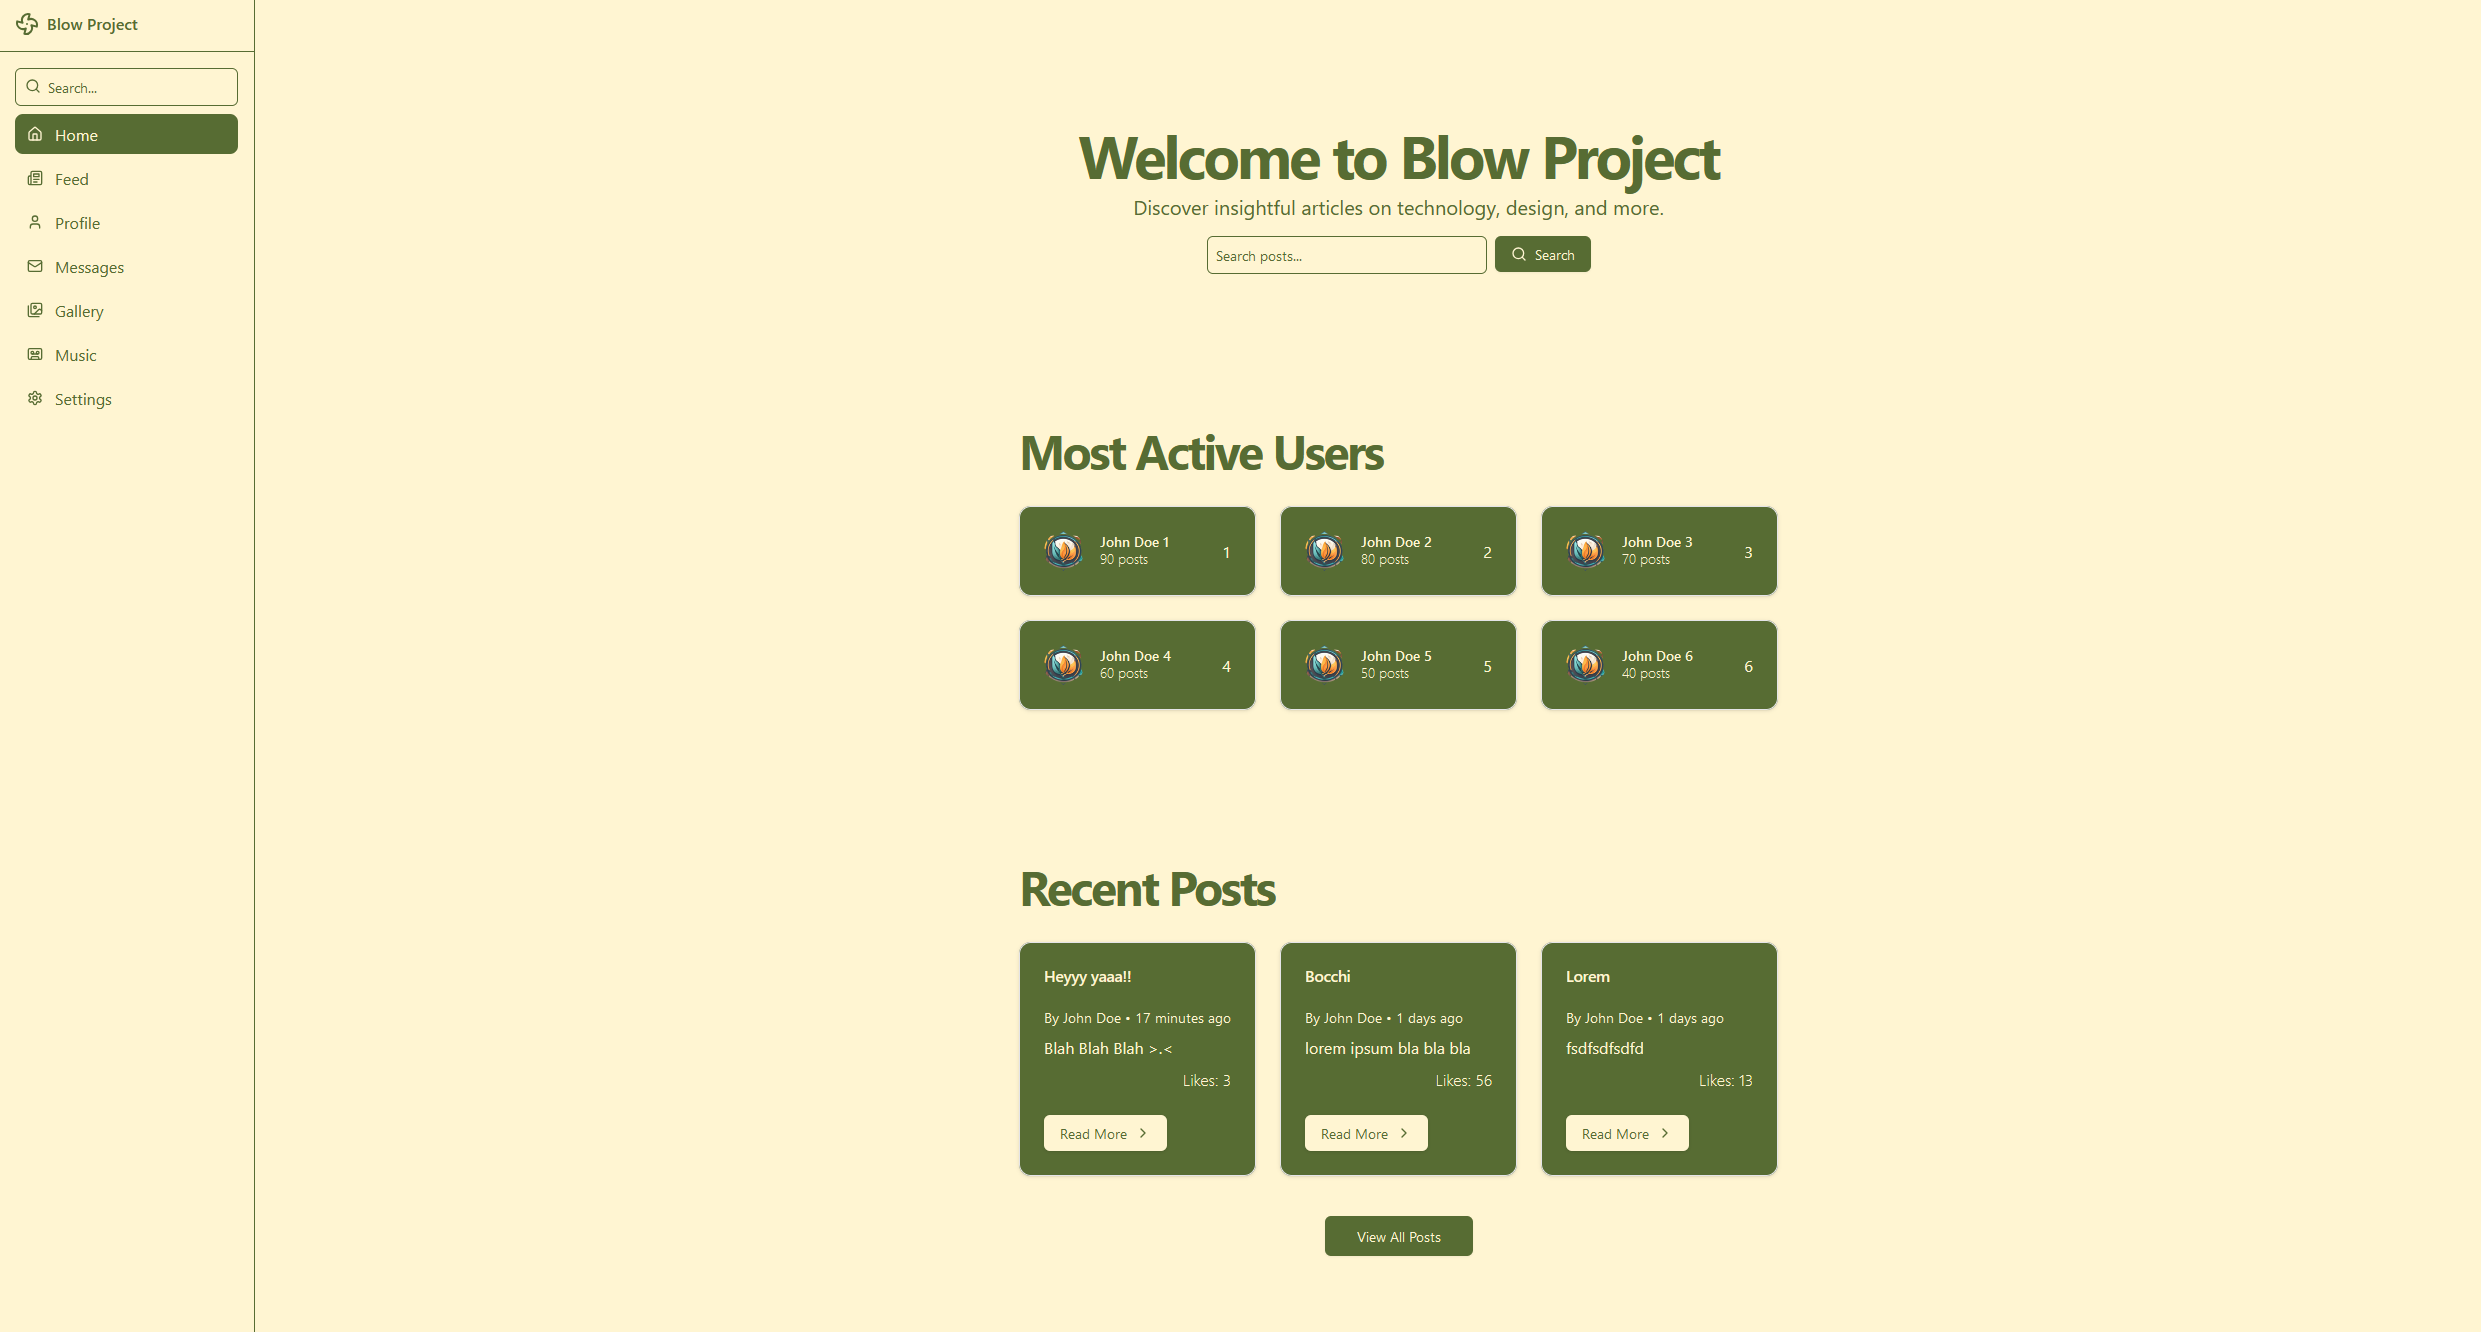 Blow Project
Search...
Home
Feed
Profile
Messages
Gallery
Music
Settings
Welcome to Blow Project
Discover insightful articles on technology, design, and more.
Search posts...
Search
Most Active Users
John Doe 1
90 posts
1
John Doe 2
80 posts
2
John Doe 3
70 posts
3
John Doe 4
60 posts
4
John Doe 5
50 posts
5
John Doe 6
40 posts
6
Recent Posts
Heyyy yaaa!!
By John Doe • 17 minutes ago
Blah Blah Blah >.<
Likes: 3
Read More
Bocchi
By John Doe • 1 days ago
lorem ipsum bla bla bla
Likes: 56
Read More
Lorem
By John Doe • 1 days ago
fsdfsdfsdfd
Likes: 13
Read More
View All Posts